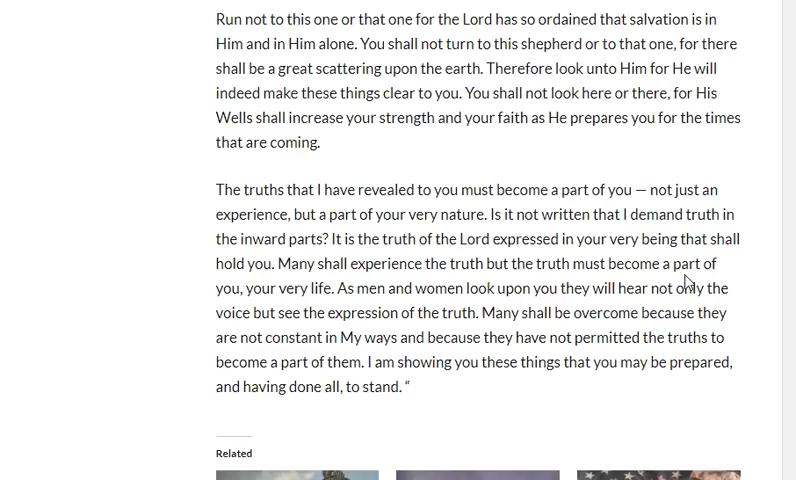 Run not to this one or that one for the Lord has so ordained that salvation is in
Him and in Him alone. You shall not turn to this shepherd or to that one, for there
shall be a great scattering upon the earth. Therefore look unto Him for He will
indeed make these things clear to you. You shall not look here or there, for His
Wells shall increase your strength and your faith as He prepares you for the times
that are coming.
The truths that I have revealed to you must become a part of you — not just an
experience, but a part of your very nature. Is it not written that I demand truth in
the inward parts? It is the truth of the Lord expressed in your very being that shall
hold you. Many shall experience the truth but the truth must become a part of
you, your very life. As men and women look upon you they will hear not only the
voice but see the expression of the truth. Many shall be overcome because they
are not constant in My ways and because they have not permitted the truths to
become a part of them. I am showing you these things that you may be prepared,
and having done all, to stand. “
Related